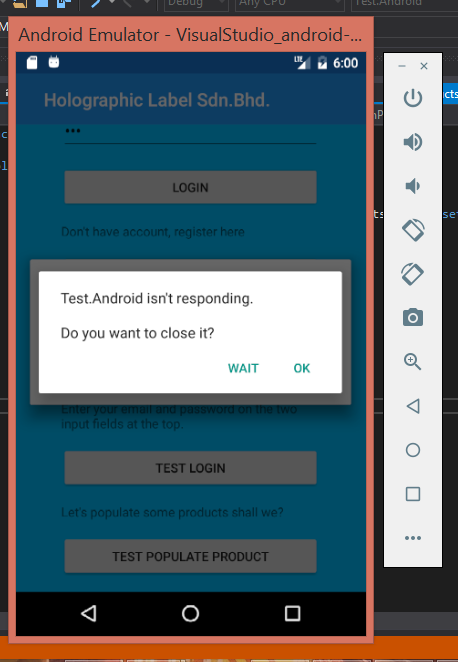 Debug
Any CPU
Test.Android
Android Emulator - VisualStudio_android-...
LTE
6:00
Holographic Label Sdn.Bhd.
•••
LOGIN
Don't have account, register here
Test.Android isn't responding.
Do you want to close it?
WAIT
OK
Enter your email and password on the two
input fields at the top.
TEST LOGIN
Let's populate some products shall we?
TEST POPULATE PRODUCT